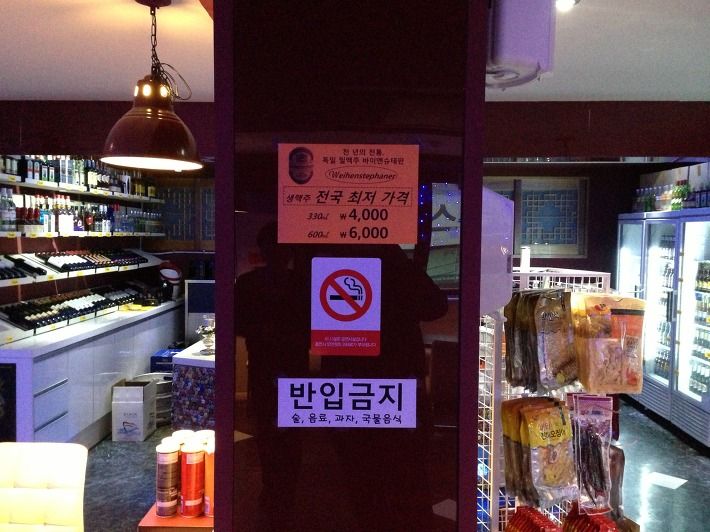 천 년의 전통,
독일 밀맥주 바이엔슈테판
Weihenstephaner
생맥주 전국 최저 가격
330㎖ ₩ 4,000
600㎖ ₩ 6,000
반입금지
술, 음료, 과자, 국물음식